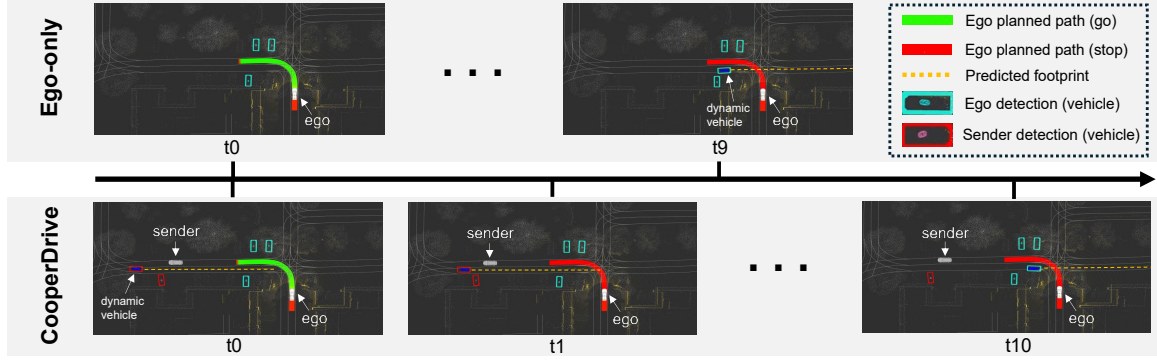 Ego-only
ego
t0
. . .
dynamic
vehicle
ego
t9
Ego planned path (go)
Ego planned path (stop)
Predicted footprint
Ego detection (vehicle)
Sender detection (vehicle)
CooperDrive
sender
dynamic
vehicle
ego
t0
sender
ego
t1
. . .
sender
ego
t10